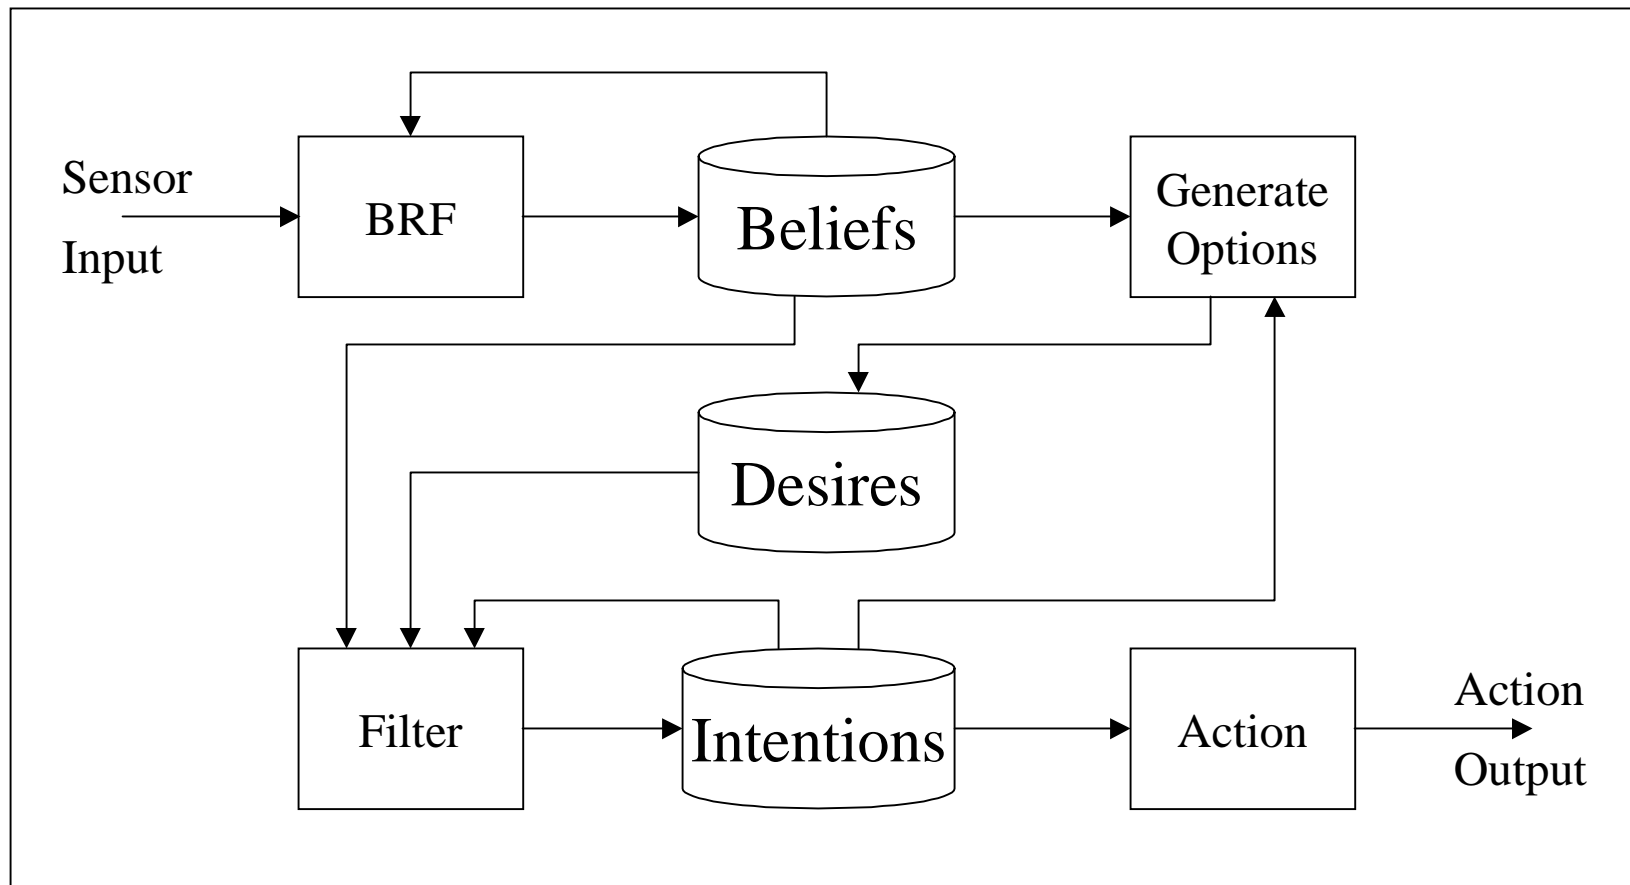 Sensor
Input
BRF
Beliefs
Generate
Options
Desires
Filter
Intentions
Action
Action
Output